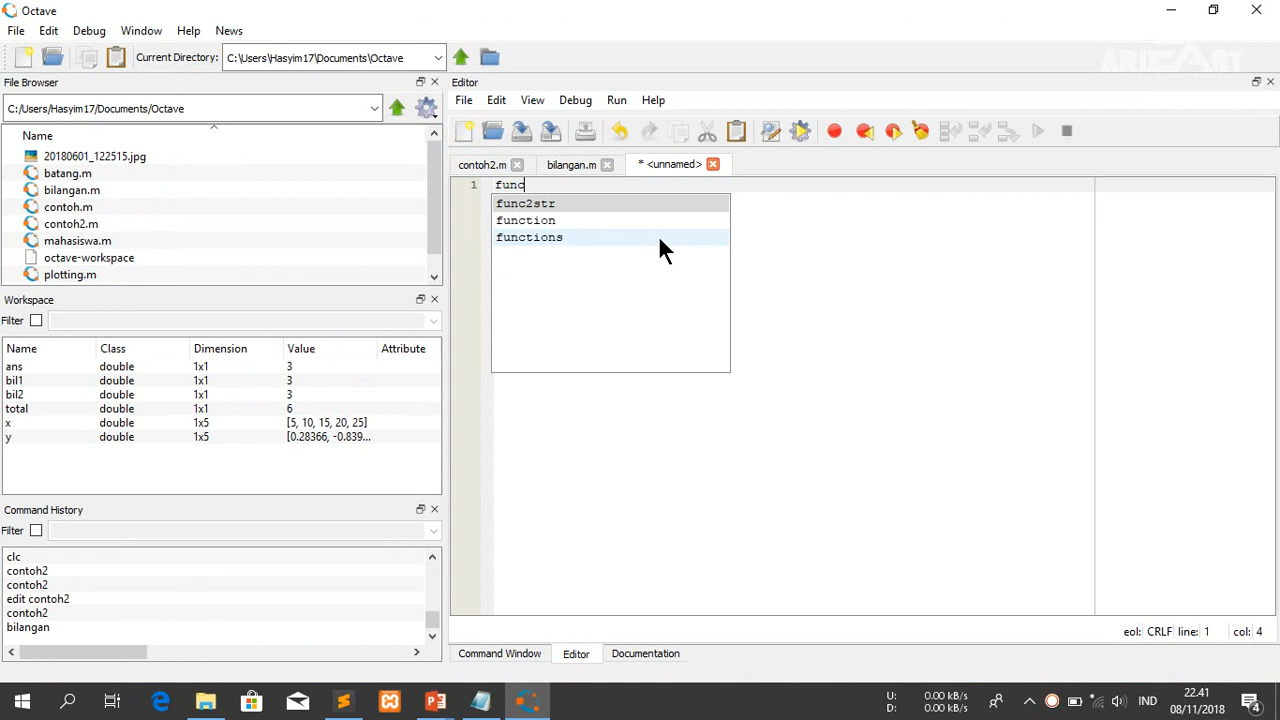 Octave
ARIEART
File Edit Debug Window Help News
Current Directory: C:\Users\Hasyim17\Documents\Octave
File Browser
Editor
C:/Users/Hasyim17/Documents/Octave
File Edit View Debug Run Help
Name
20180601_122515.jpg
batang.m
bilangan.m
contoh.m
contoh2.m
mahasiswa.m
octave-workspace
plotting.m
contoh2.m bilangan.m * <unnamed>
1 func
func2str
function
functions
Workspace
Filter
Name Class Dimension Value Attribute
ans double 1x1 3
bil1 double 1x1 3
bil2 double 1x1 3
total double 1x1 6
x double 1x5 [5, 10, 15, 20, 25]
y double 1x5 [0.28366, -0.839...
Command History
Filter
clc
contoh2
contoh2
edit contoh2
contoh2
bilangan
eol: CRLF line: 1 col: 4
Command Window Editor Documentation
U: 0.00 kB/s
D: 0.00 kB/s
IND
22.41
08/11/2018
4